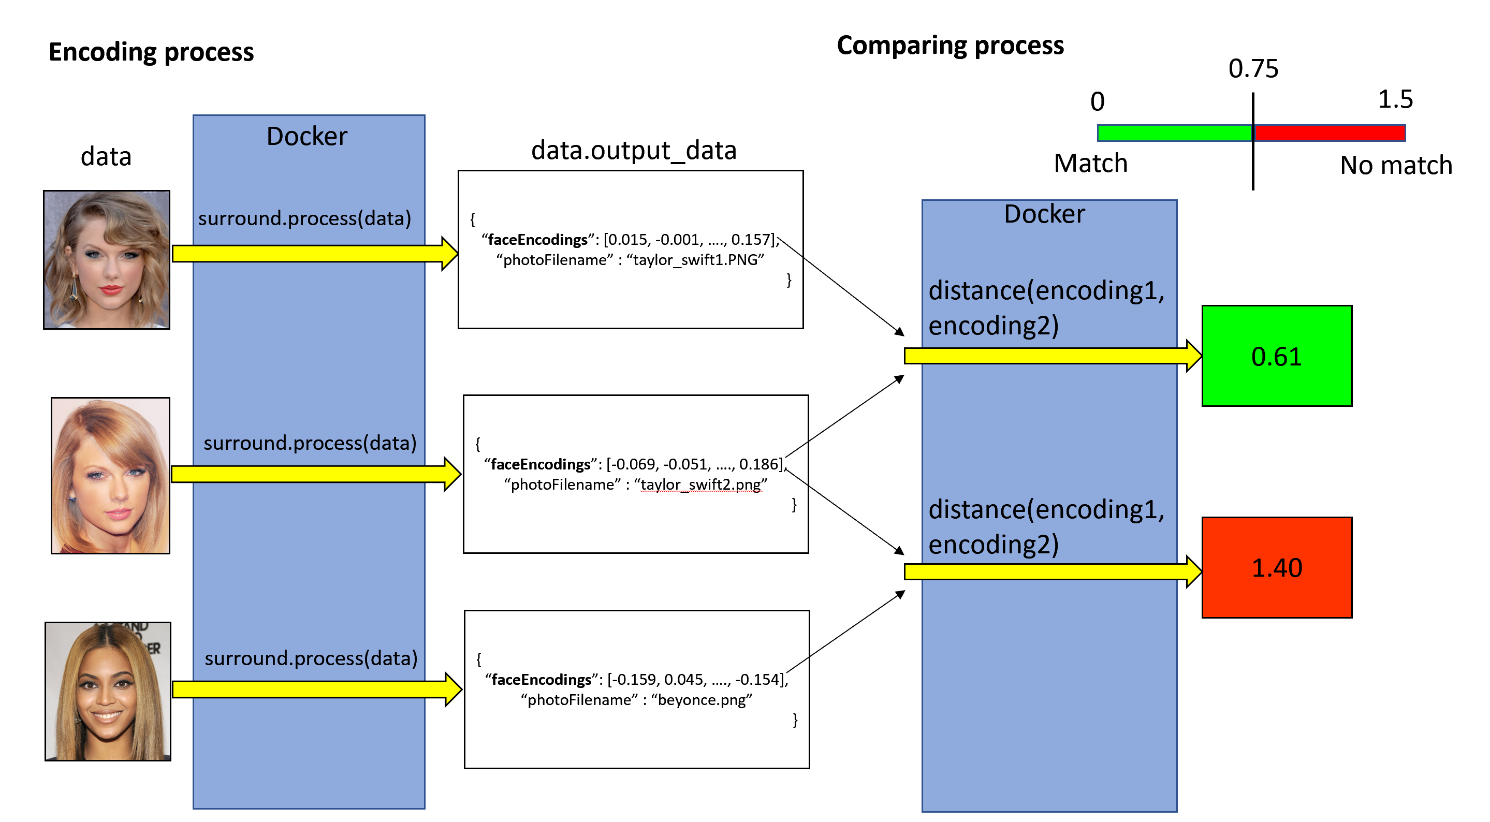 Encoding process
data
Docker
surround.process(data)
surround.process(data)
surround.process(data)
data.output_data
{
“faceEncodings”: [0.015, -0.001, …., 0.157],
“photoFilename” : “taylor_swift1.PNG”
}
{
“faceEncodings”: [-0.069, -0.051, …., 0.186],
“photoFilename” : “taylor_swift2.png”
}
{
“faceEncodings”: [-0.159, 0.045, …., -0.154],
“photoFilename” : “beyonce.png”
}
Comparing process
0.75
0
1.5
Match
No match
Docker
distance(encoding1,
encoding2)
0.61
distance(encoding1,
encoding2)
1.40